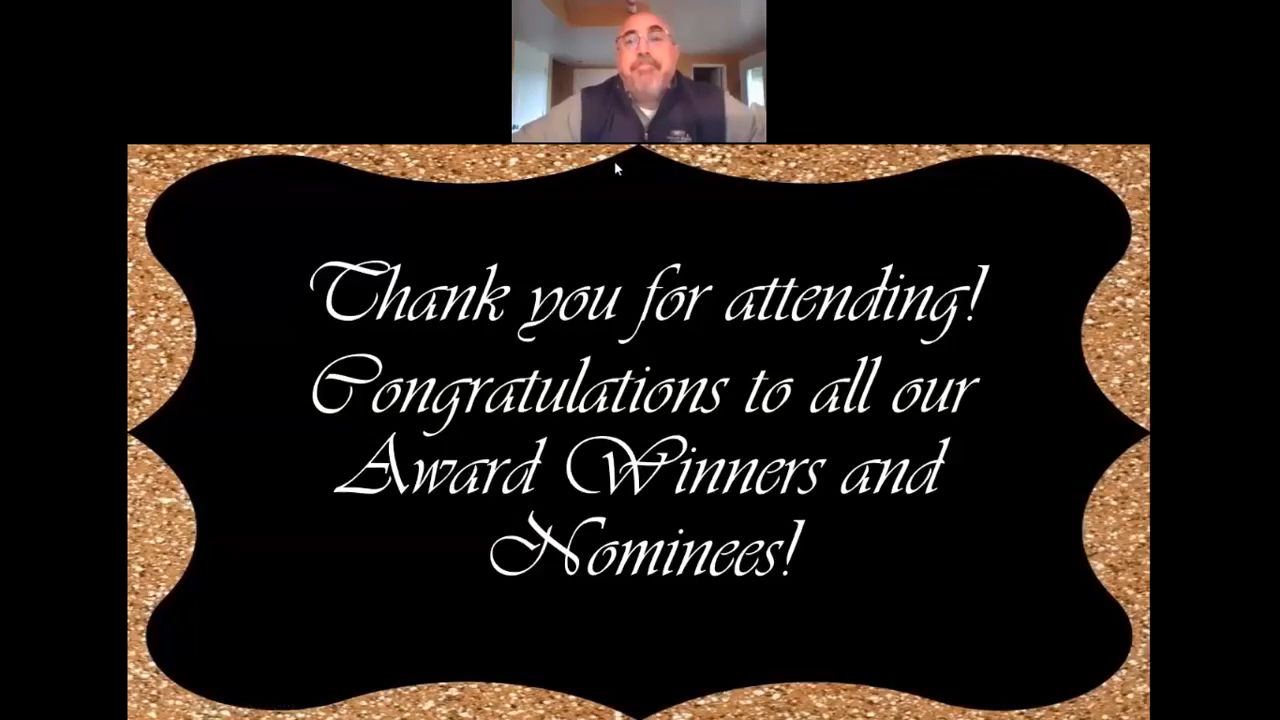 Thank you for attending!
Congratulations to all our
Award Winners and
Nominees!